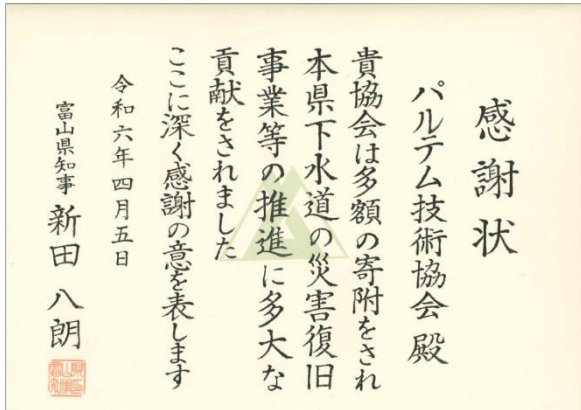 感謝状
パルテム技術協会 殿
貴協会は多額の寄附をされ
本県下水道の災害復旧
事業等の推進に多大な
貢献をされました
ここに深く感謝の意を表します
令和六年四月五日
富山県知事 新田 八朗